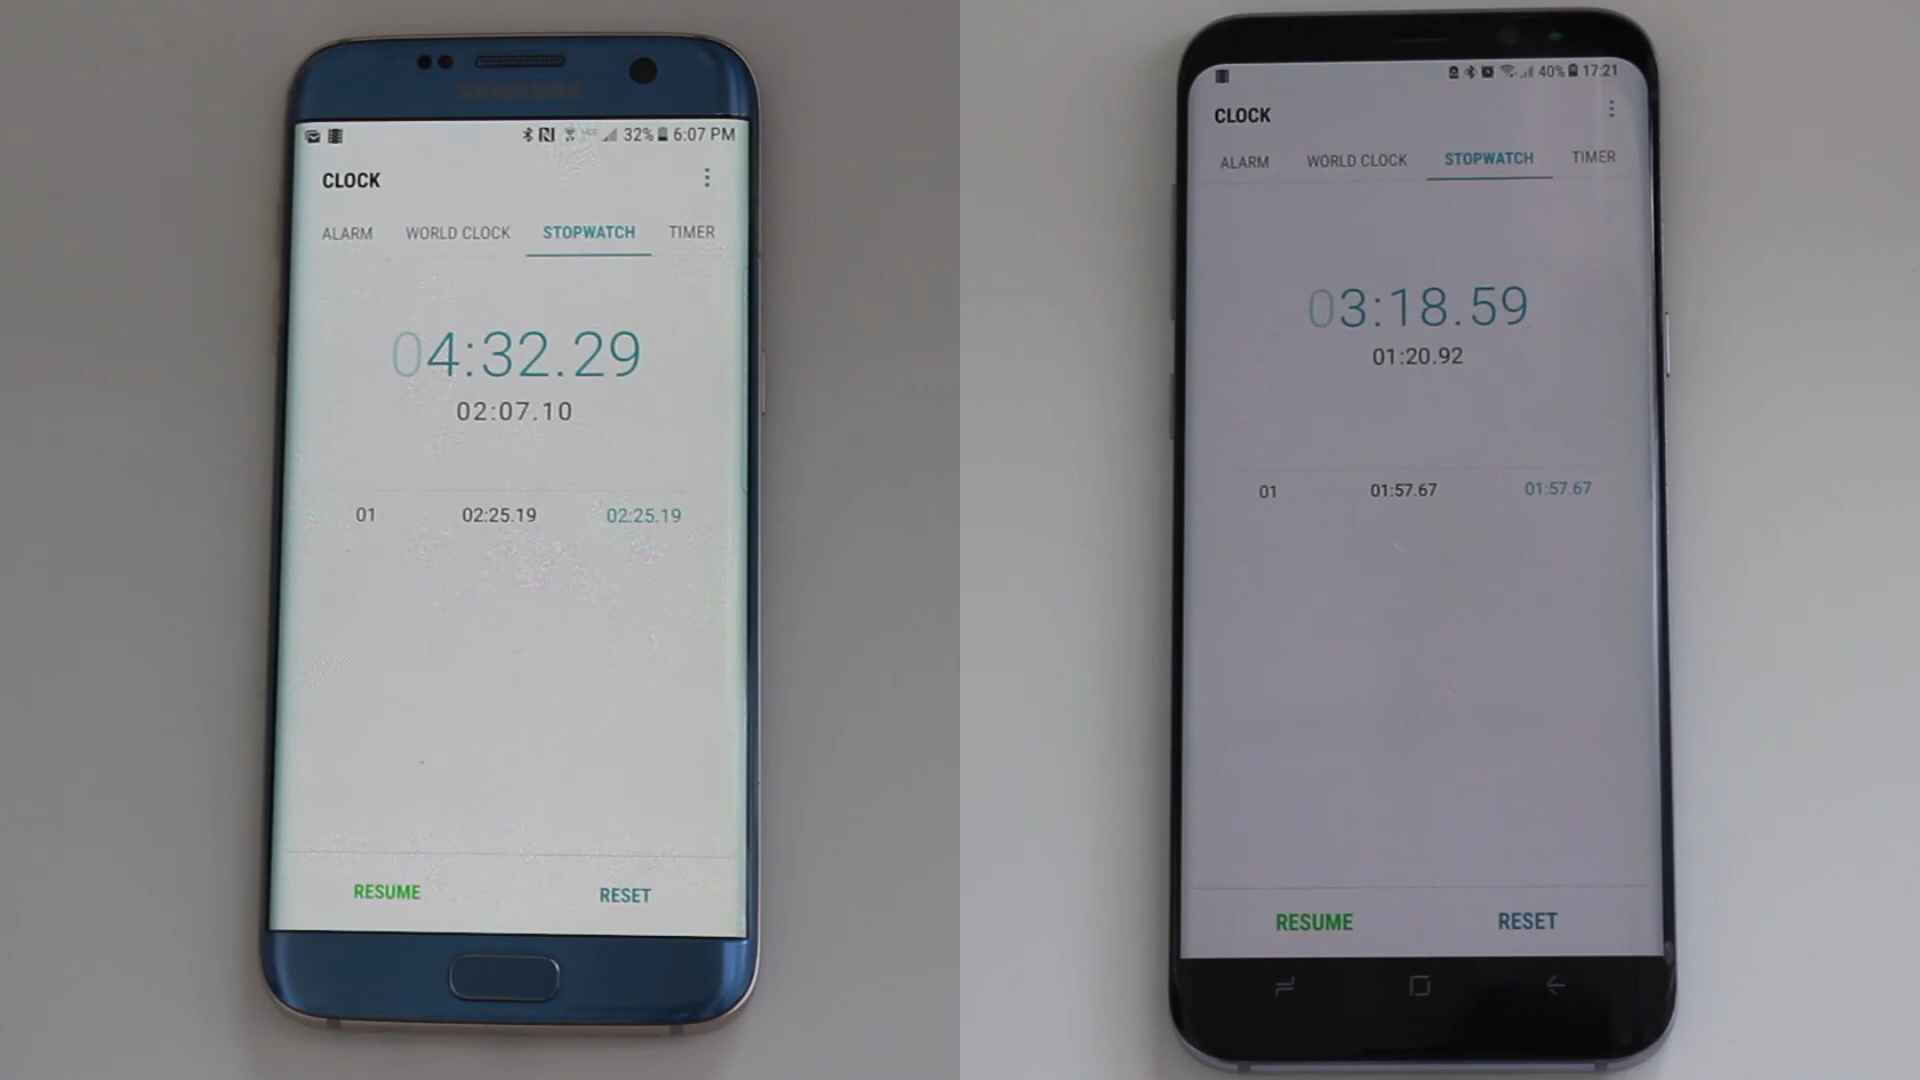 SAMSUNG
32% 6:07 PM
CLOCK
ALARM WORLD CLOCK STOPWATCH TIMER
04:32.29
02:07.10
01 02:25.19 02:25.19
RESUME RESET
40% 17:21
CLOCK
ALARM WORLD CLOCK STOPWATCH TIMER
03:18.59
01:20.92
01 01:57.67 01:57.67
RESUME RESET